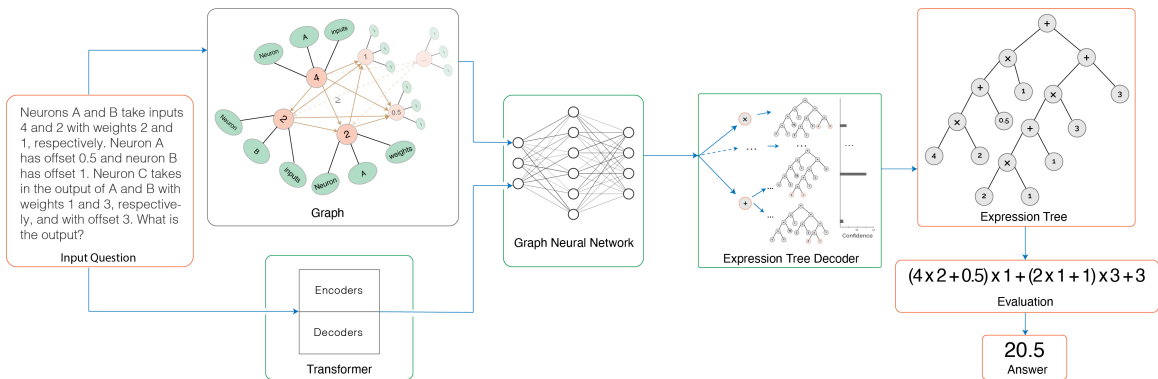 Neurons A and B take inputs
4 and 2 with weights 2 and
1, respectively. Neuron A
has offset 0.5 and neuron B
has offset 1. Neuron C takes
in the output of A and B with
weights 1 and 3, respective-
ly, and with offset 3. What is
the output?
Input Question
Neuron
A
inputs
1
4
≥
0.5
2
2
Neuron
B
inputs
Neuron
A
weights
Graph
Encoders
Decoders
Transformer
Graph Neural Network
×
... ...
...
+
...
...
...
Confidence
Expression Tree Decoder
+
×
+
+
1
×
3
×
0.5
+
3
4
2
×
1
2
1
Expression Tree
(4 x 2 + 0.5) x 1 + (2 x 1 + 1) x 3 + 3
Evaluation
20.5
Answer